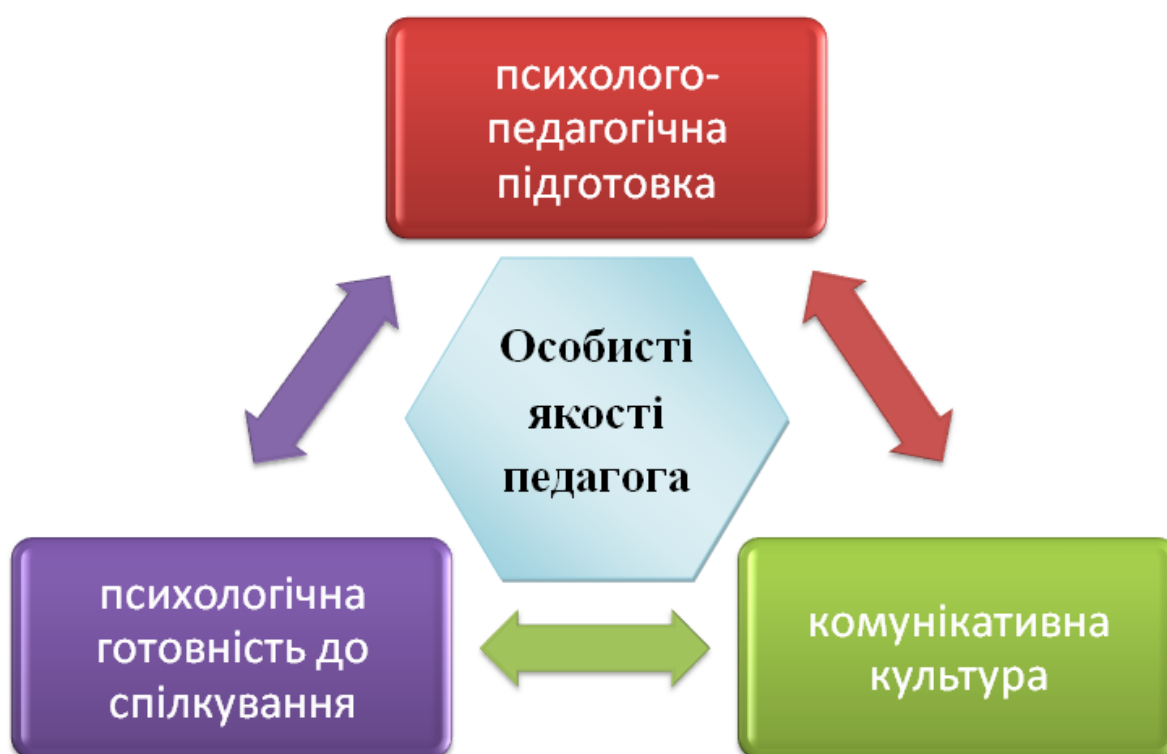 психолого-
педагогічна
підготовка
Особисті
якості
педагога
психологічна
готовність до
спілкування
комунікативна
культура